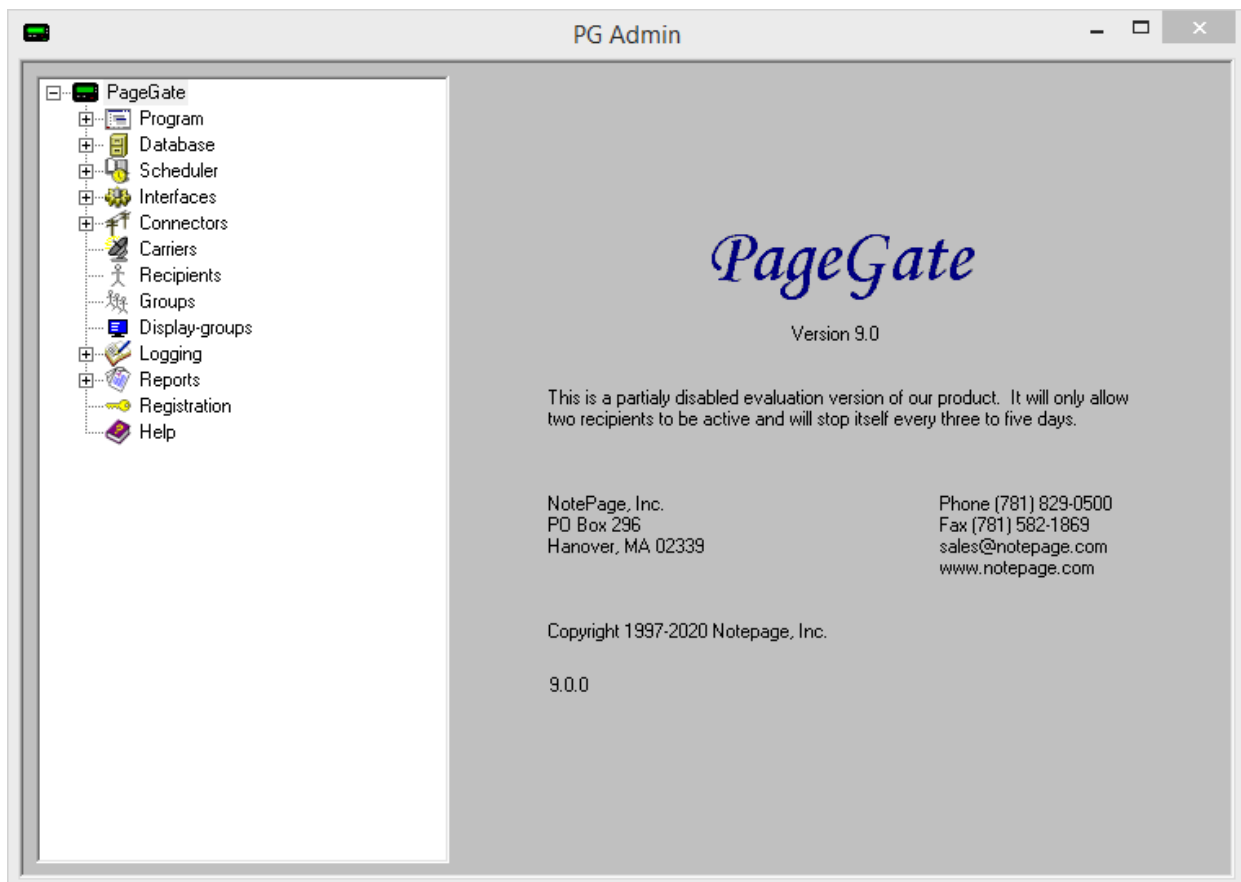 PG Admin
PageGate
Program
Database
Scheduler
Interfaces
Connectors
Carriers
Recipients
Groups
Display-groups
Logging
Reports
Registration
Help
PageGate
Version 9.0
This is a partialy disabled evaluation version of our product. It will only allow
two recipients to be active and will stop itself every three to five days.
NotePage, Inc.
PO Box 296
Hanover, MA 02339
Phone (781) 829-0500
Fax (781) 582-1869
sales@notepage.com
www.notepage.com
Copyright 1997-2020 Notepage, Inc.
9.0.0